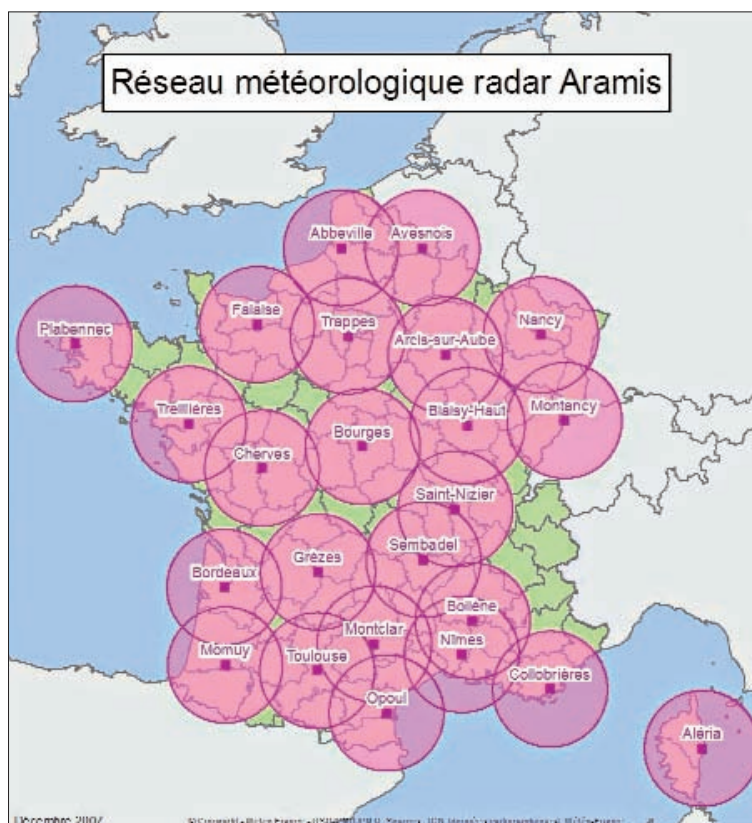 Réseau météorologique radar Aramis
Abbeville
Avesnois
Falaise
Trappes
Nancy
Plabennec
Arcis-sur-Aube
Treillières
Blaisy-Haut
Montancy
Bourges
Cherves
Saint-Nizier
Grèzes
Sembadel
Bordeaux
Bollène
Momuy
Montclar
Nîmes
Toulouse
Collobrières
Opoul
Aléria
Décembre 2007